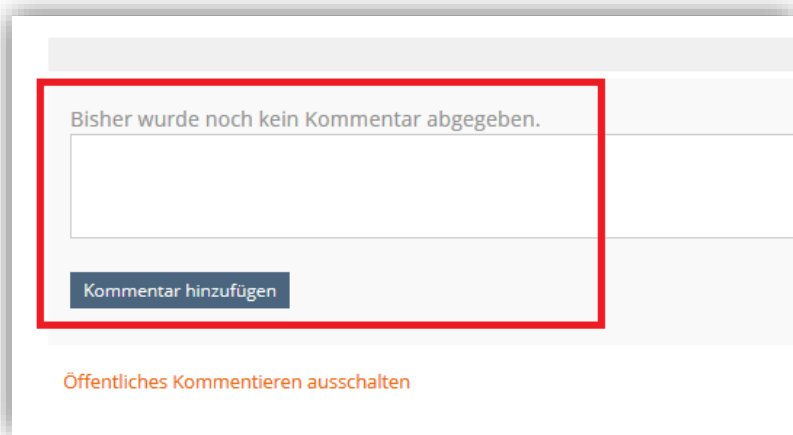 Bisher wurde noch kein Kommentar abgegeben.
Kommentar hinzufügen
Öffentliches Kommentieren ausschalten